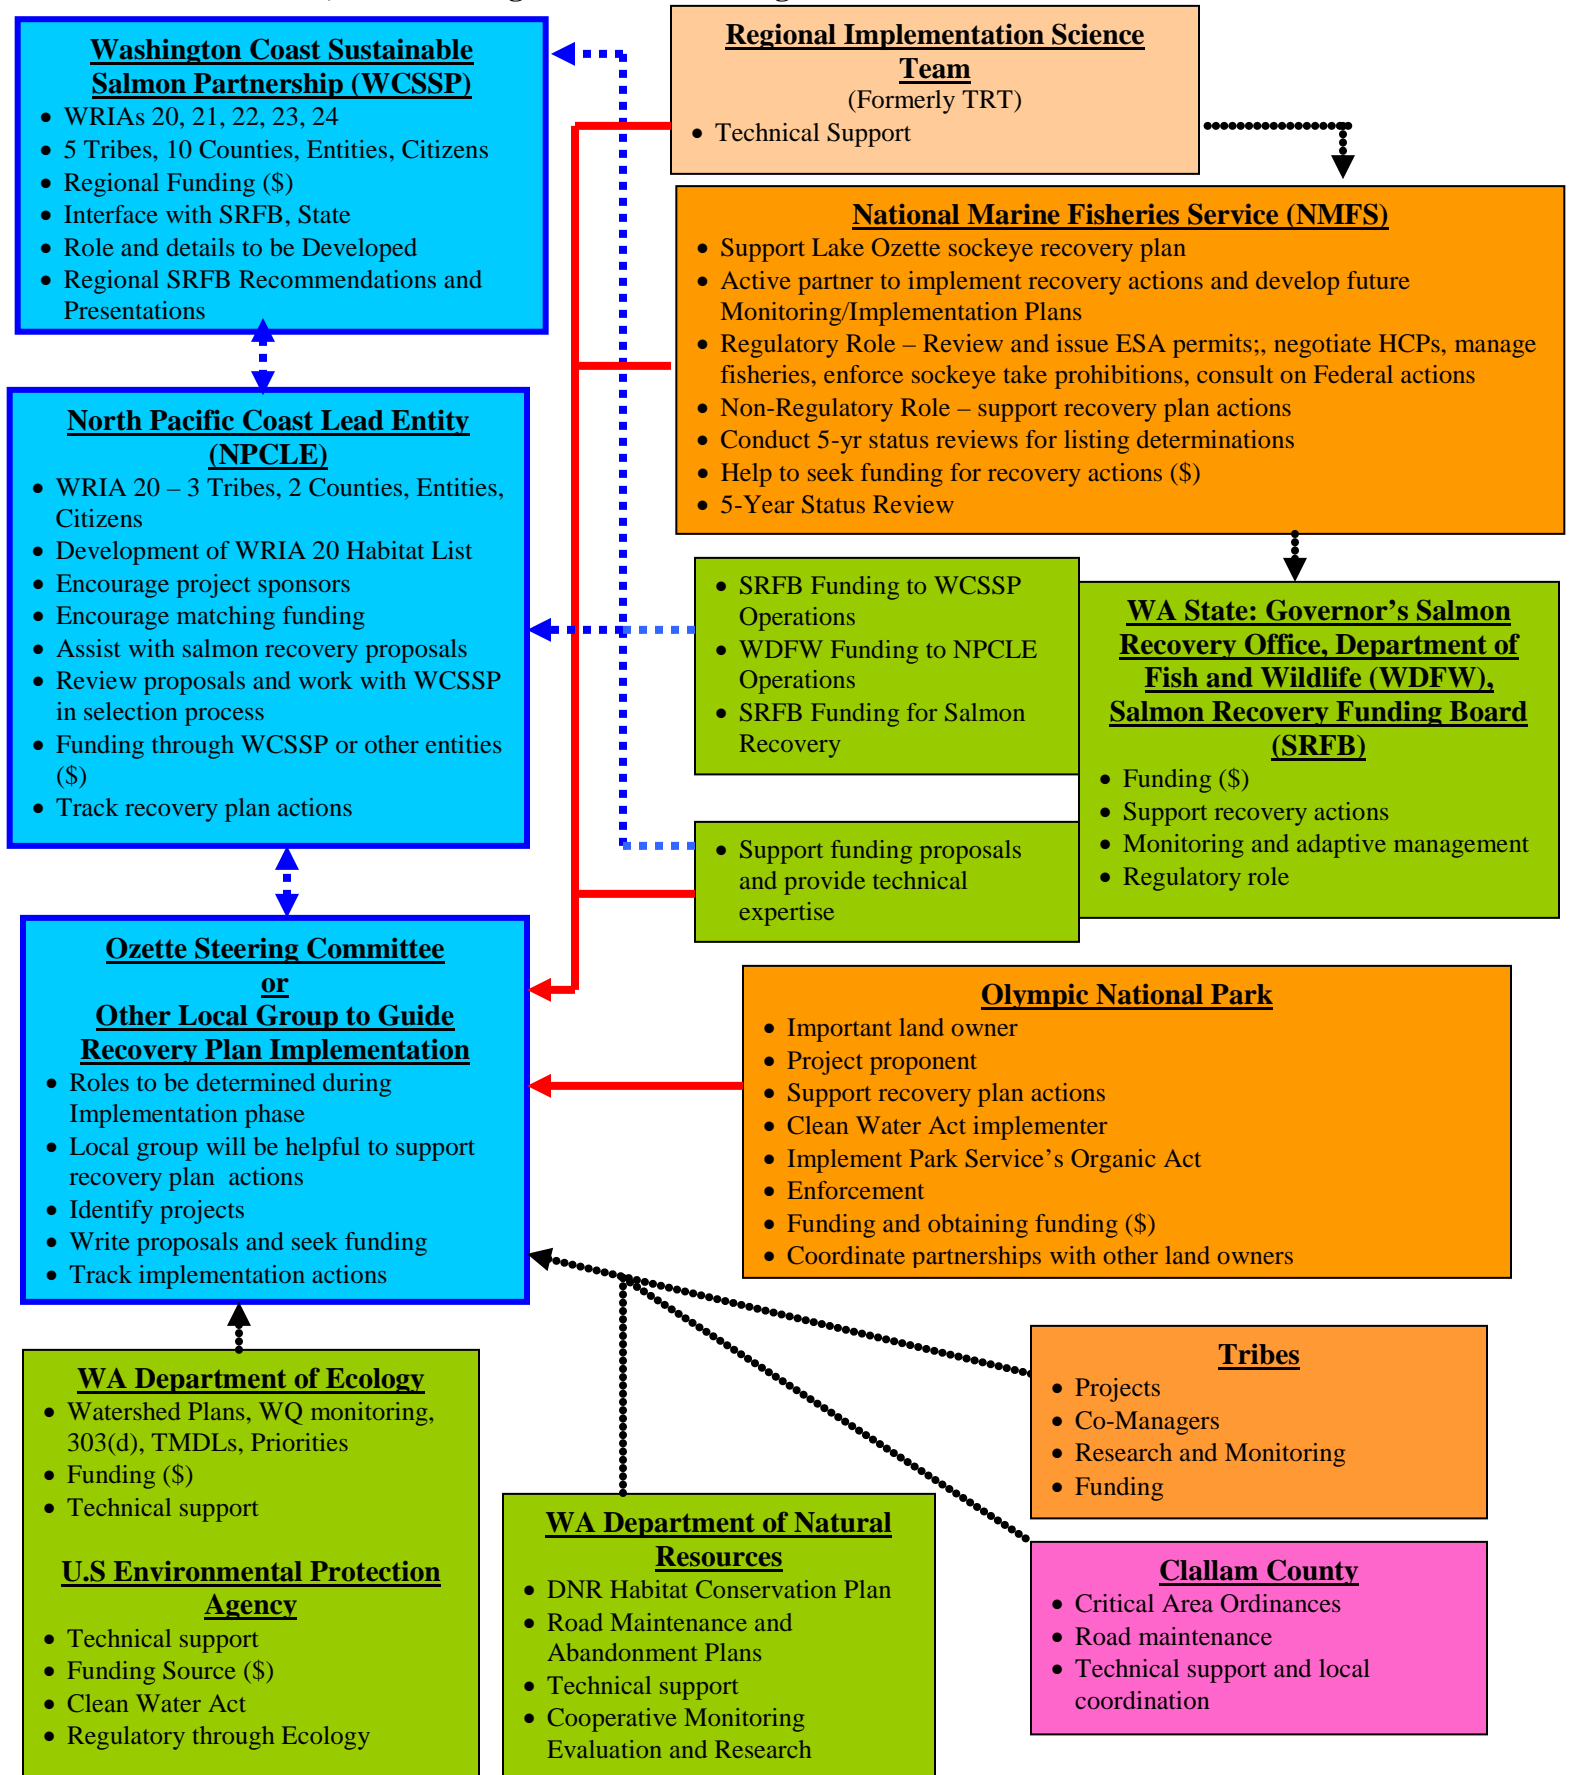 Washington Coast Sustainable
Salmon Partnership (WCSSP)
• WRIAs 20, 21, 22, 23, 24
• 5 Tribes, 10 Counties, Entities, Citizens
• Regional Funding ($)
• Interface with SRFB, State
• Role and details to be Developed
• Regional SRFB Recommendations and
Presentations
Regional Implementation Science
Team
(Formerly TRT)
• Technical Support
National Marine Fisheries Service (NMFS)
• Support Lake Ozette sockeye recovery plan
• Active partner to implement recovery actions and develop future
Monitoring/Implementation Plans
• Regulatory Role – Review and issue ESA permits;, negotiate HCPs, manage
fisheries, enforce sockeye take prohibitions, consult on Federal actions
• Non-Regulatory Role – support recovery plan actions
• Conduct 5-yr status reviews for listing determinations
• Help to seek funding for recovery actions ($)
• 5-Year Status Review
North Pacific Coast Lead Entity
(NPCLE)
• WRIA 20 – 3 Tribes, 2 Counties, Entities,
Citizens
• Development of WRIA 20 Habitat List
• Encourage project sponsors
• Encourage matching funding
• Assist with salmon recovery proposals
• Review proposals and work with WCSSP
in selection process
• Funding through WCSSP or other entities
($)
• Track recovery plan actions
• SRFB Funding to WCSSP
Operations
• WDFW Funding to NPCLE
Operations
• SRFB Funding for Salmon
Recovery
WA State: Governor's Salmon
Recovery Office, Department of
Fish and Wildlife (WDFW),
Salmon Recovery Funding Board
(SRFB)
• Funding ($)
• Support recovery actions
• Monitoring and adaptive management
• Regulatory role
• Support funding proposals
and provide technical
expertise
Ozette Steering Committee
or
Other Local Group to Guide
Recovery Plan Implementation
• Roles to be determined during
Implementation phase
• Local group will be helpful to support
recovery plan actions
• Identify projects
• Write proposals and seek funding
• Track implementation actions
Olympic National Park
• Important land owner
• Project proponent
• Support recovery plan actions
• Clean Water Act implementer
• Implement Park Service's Organic Act
• Enforcement
• Funding and obtaining funding ($)
• Coordinate partnerships with other land owners
WA Department of Ecology
• Watershed Plans, WQ monitoring,
303(d), TMDLs, Priorities
• Funding ($)
• Technical support
U.S Environmental Protection
Agency
• Technical support
• Funding Source ($)
• Clean Water Act
• Regulatory through Ecology
WA Department of Natural
Resources
• DNR Habitat Conservation Plan
• Road Maintenance and
Abandonment Plans
• Technical support
• Cooperative Monitoring
Evaluation and Research
Tribes
• Projects
• Co-Managers
• Research and Monitoring
• Funding
Clallam County
• Critical Area Ordinances
• Road maintenance
• Technical support and local
coordination